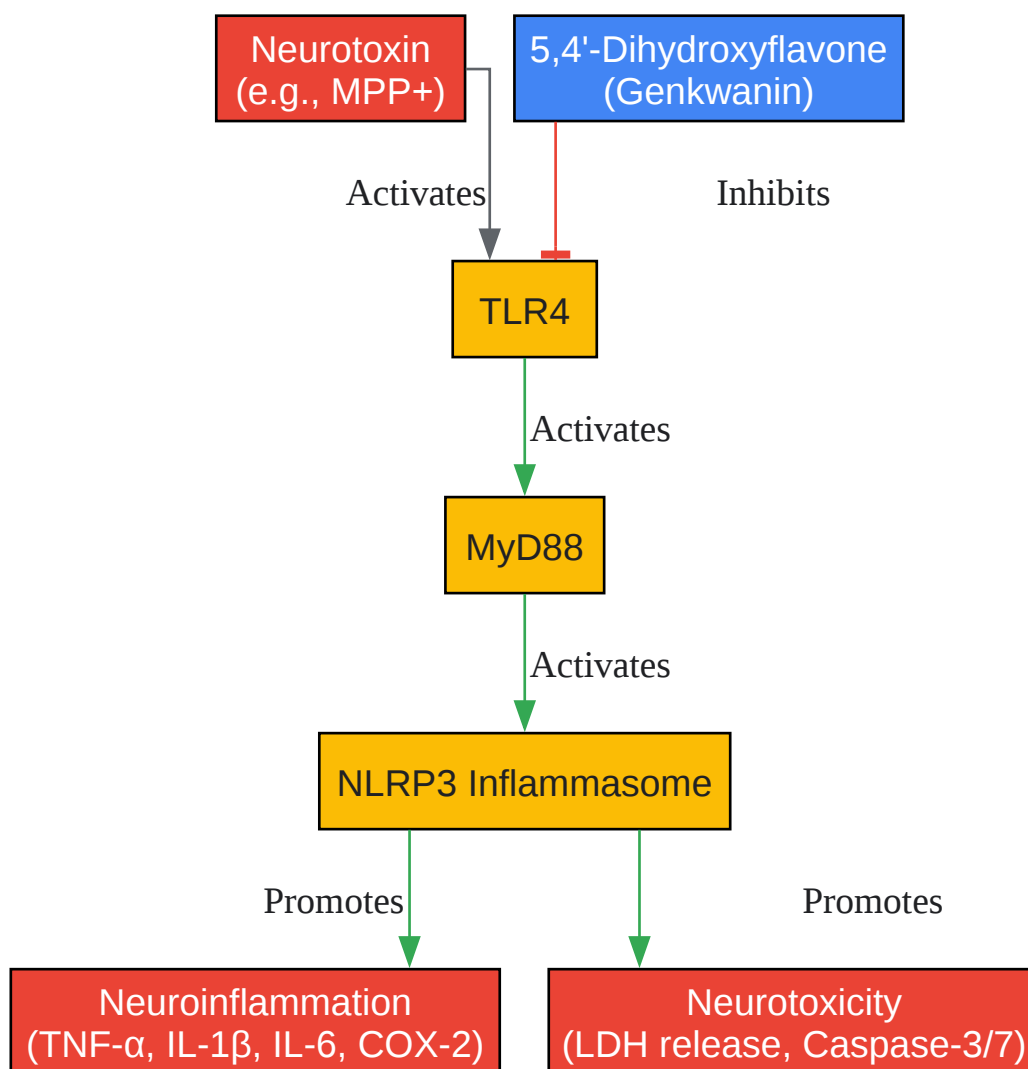 Neurotoxin
(e.g., MPP+)
5,4'-Dihydroxyflavone
(Genkwanin)
Activates
Inhibits
TLR4
Activates
MyD88
Activates
NLRP3 Inflammasome
Promotes
Promotes
Neuroinflammation
(TNF-α, IL-1β, IL-6, COX-2)
Neurotoxicity
(LDH release, Caspase-3/7)